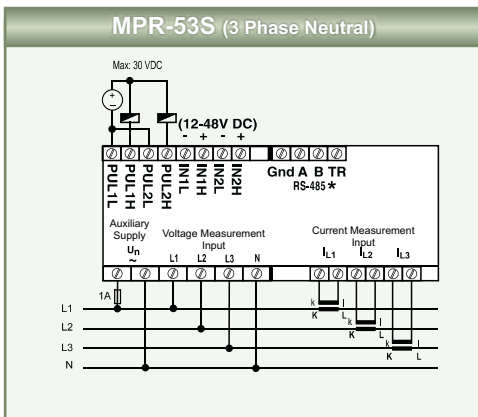 MPR-53S (3 Phase Neutral)
Max: 30 VDC
+
−
(12-48V DC)
- + - +
PUL1L PUL1H PUL2L PUL2H IN1L IN1H IN2L IN2H
Gnd A B TR
RS-485 *
Auxiliary
Supply
Un
~
Voltage Measurement
Input
L1 L2 L3 N
Current Measurement
Input
IL1 IL2 IL3
1A
L1
k l
K L
L2
k l
K L
L3
k l
K L
N